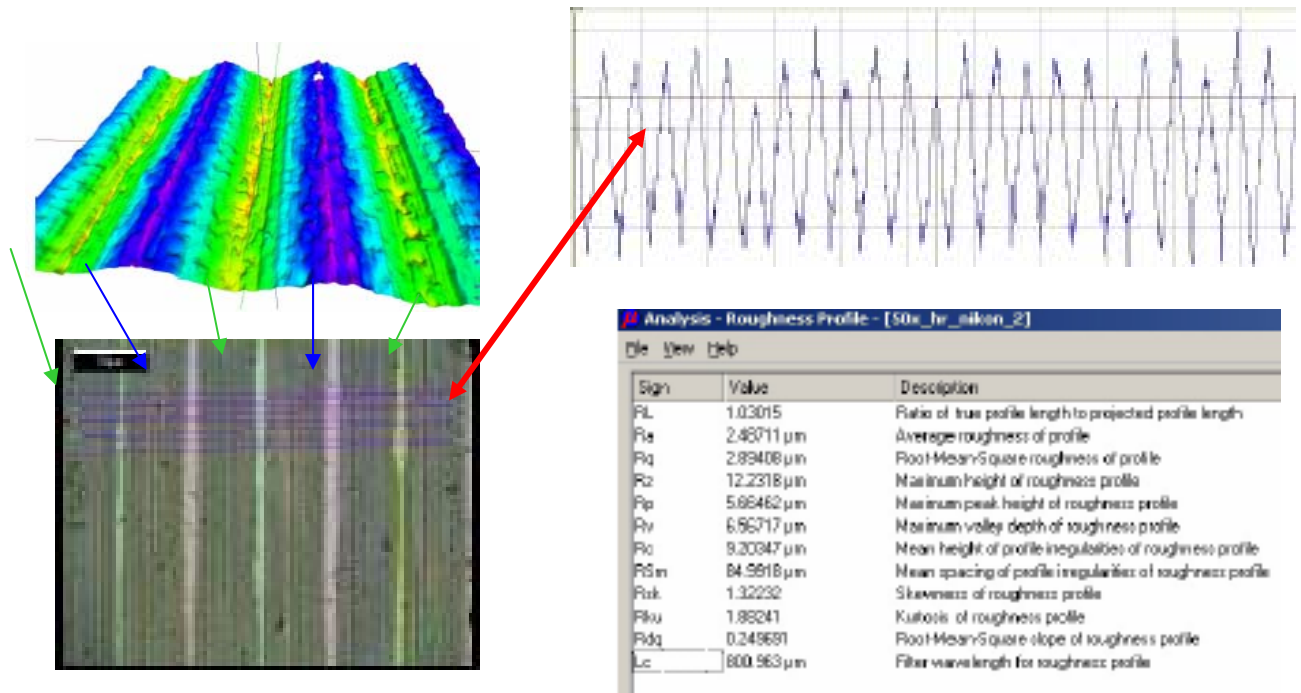 Analysis - Roughness Profile - [50x_hr_nikon_2]
File View Help
Sign Value Description
RL 1.03015 Ratio of true profile length to projected profile length
Ra 2.48711 µm Average roughness of profile
Rq 2.89408 µm Root-Mean-Square roughness of profile
Rz 12.2318 µm Maximum height of roughness profile
Rp 5.66462 µm Maximum peak height of roughness profile
Rv 6.56717 µm Maximum valley depth of roughness profile
Rc 9.20347 µm Mean height of profile irregularities of roughness profile
RSm 84.9918 µm Mean spacing of profile irregularities of roughness profile
Rsk 1.32232 Skewness of roughness profile
Rku 1.88241 Kurtosis of roughness profile
Rdq 0.249691 Root-Mean-Square slope of roughness profile
Lc 800.963 µm Filter wavelength for roughness profile